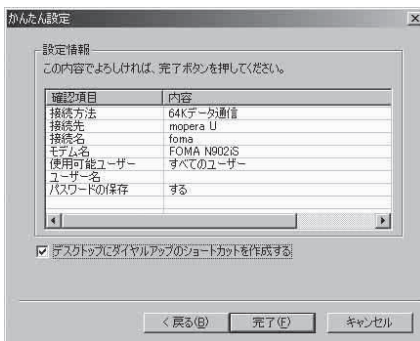 かんたん設定
設定情報
この内容でよろしければ、完了ボタンを押してください。
確認項目 内容
接続方法 64Kデータ通信
接続先 mopera U
接続名 foma
モデム名 FOMA N902iS
使用可能ユーザー すべてのユーザー
ユーザー名
パスワードの保存 する
デスクトップにダイヤルアップのショートカットを作成する
< 戻る(B) 完了(F) キャンセル